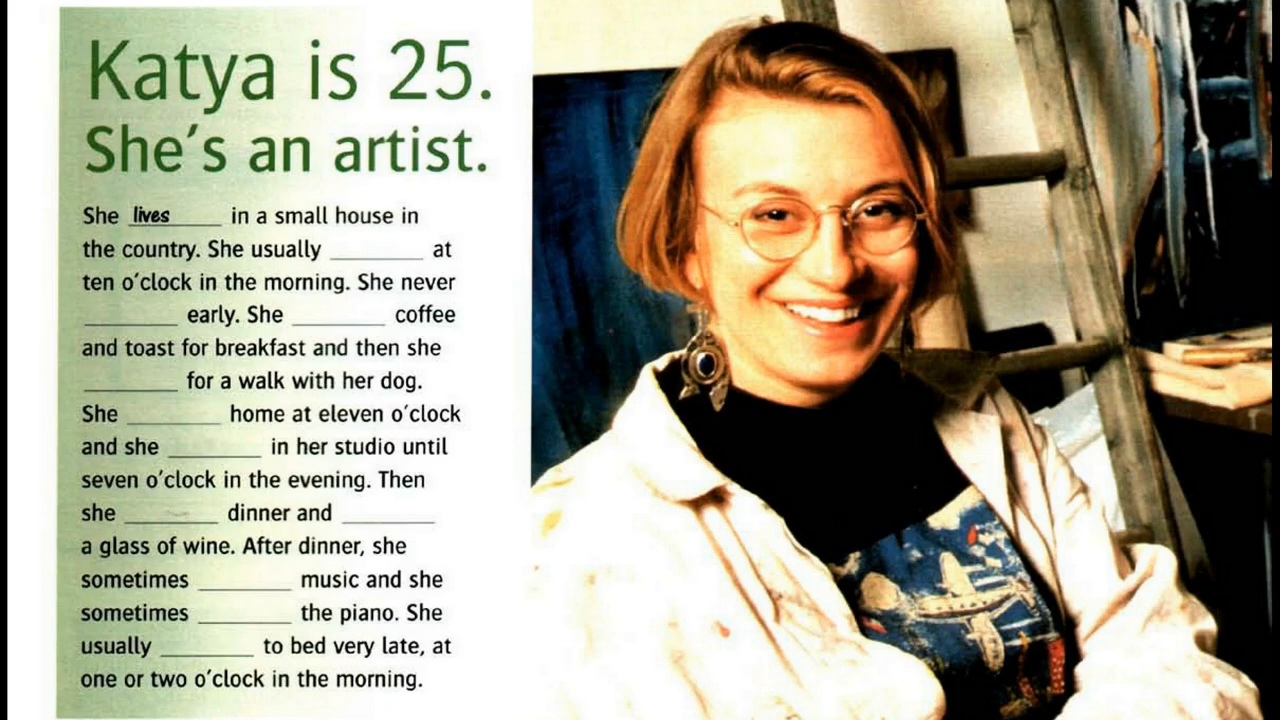 Katya is 25.
She's an artist.
She lives in a small house in
the country. She usually ________ at
ten o'clock in the morning. She never
________ early. She ________ coffee
and toast for breakfast and then she
________ for a walk with her dog.
She ________ home at eleven o'clock
and she ________ in her studio until
seven o'clock in the evening. Then
she ________ dinner and ________
a glass of wine. After dinner, she
sometimes ________ music and she
sometimes ________ the piano. She
usually ________ to bed very late, at
one or two o'clock in the morning.